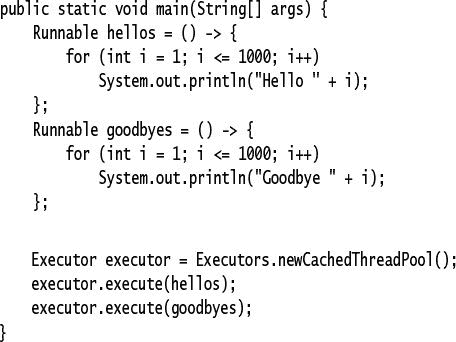 public static void main(String[] args) {
    Runnable hellos = () -> {
        for (int i = 1; i <= 1000; i++)
            System.out.println("Hello " + i);
    };
    Runnable goodbyes = () -> {
        for (int i = 1; i <= 1000; i++)
            System.out.println("Goodbye " + i);
    };

    Executor executor = Executors.newCachedThreadPool();
    executor.execute(hellos);
    executor.execute(goodbyes);
}